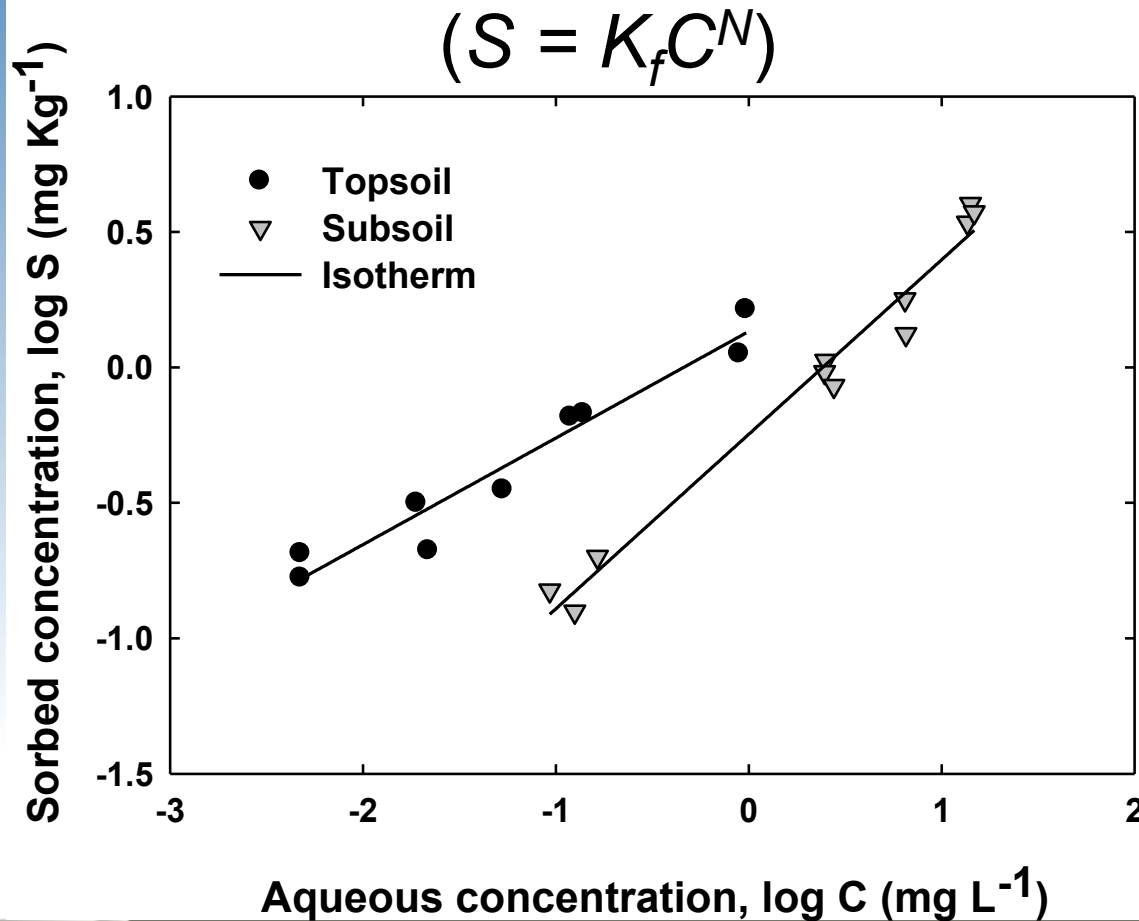 (S = KfC^N)
Sorbed concentration, log S (mg Kg^-1)
1.0
0.5
0.0
-0.5
-1.0
-1.5
Topsoil
Subsoil
Isotherm
-3 -2 -1 0 1 2
Aqueous concentration, log C (mg L^-1)